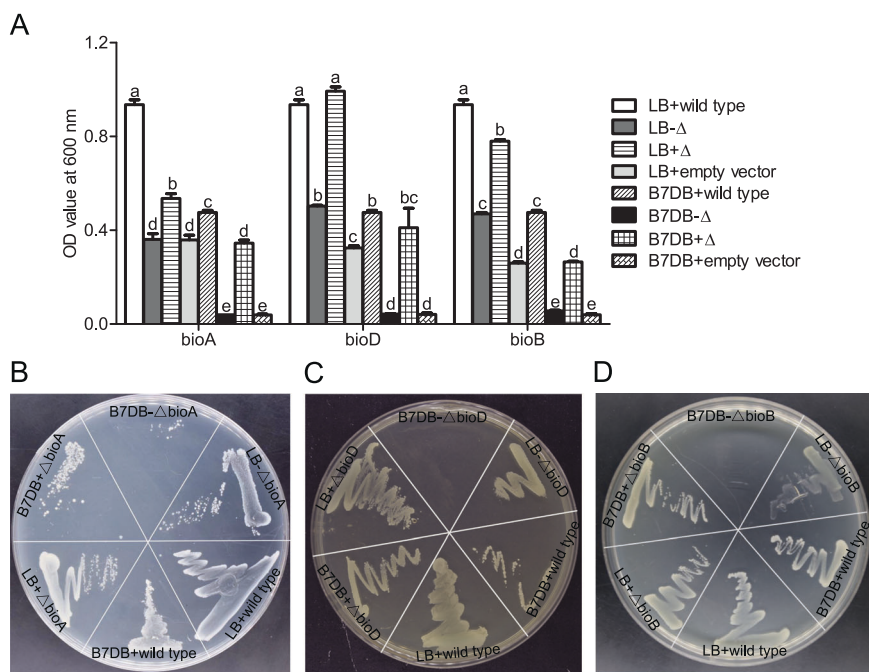 A
1.2
0.8
0.4
0.0
OD value at 600 nm
a
d
b
d
c
e
d
e
a
b
a
c
b
d
bc
d
a
c
b
d
c
e
d
e
bioA
bioD
bioB
LB+wild type
LB-Δ
LB+Δ
LB+empty vector
B7DB+wild type
B7DB-Δ
B7DB+Δ
B7DB+empty vector
B
B7DB-△bioA
LB-△bioA
LB+wild type
B7DB+wild type
LB+△bioA
B7DB+△bioA
C
B7DB-△bioD
LB-△bioD
B7DB+wild type
LB+wild type
B7DB+△bioD
LB+△bioD
D
B7DB-△bioB
LB-△bioB
B7DB+wild type
LB+wild type
LB+△bioB
B7DB+△bioB